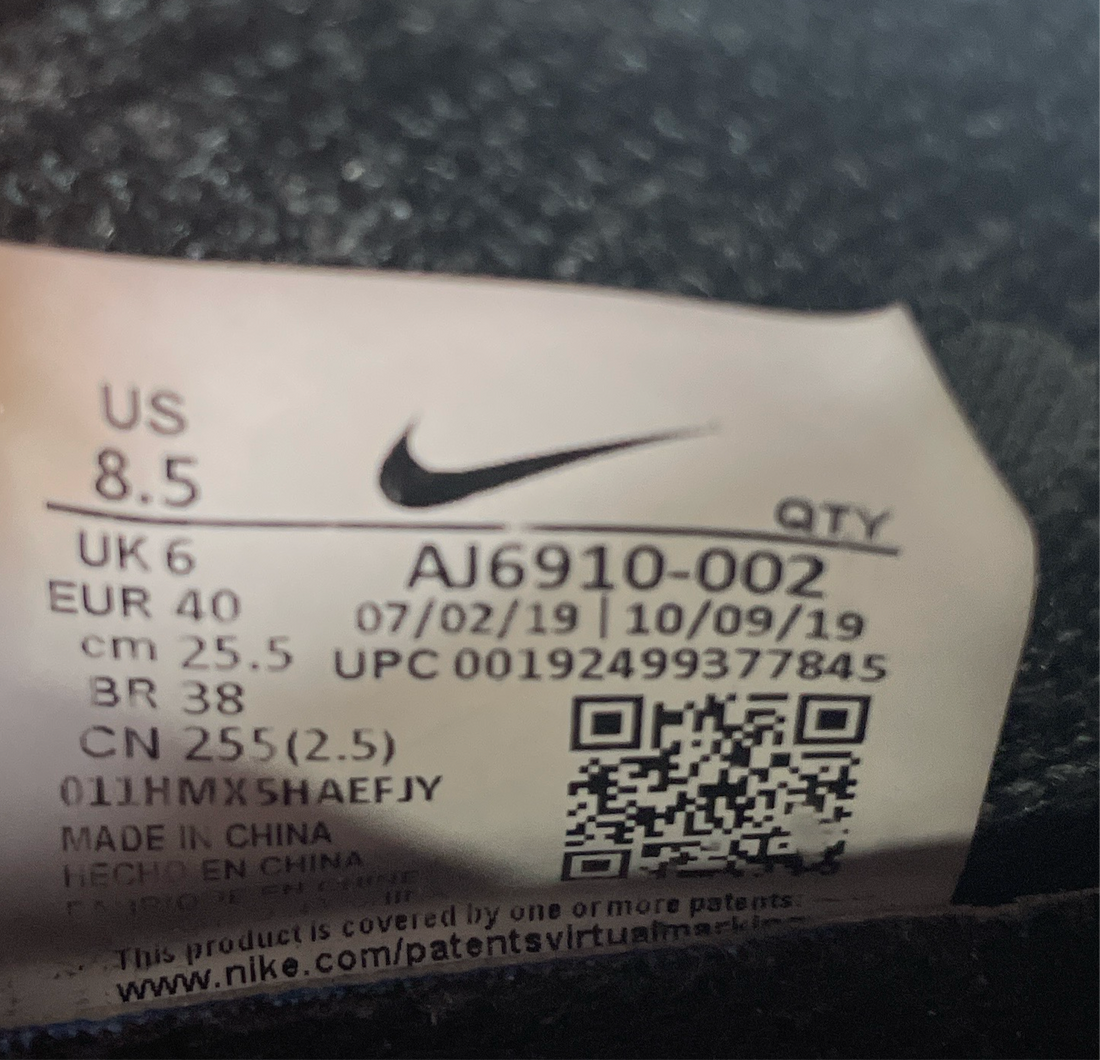 US
8.5
QTY
UK 6
AJ6910-002
EUR 40
07/02/19 | 10/09/19
cm 25.5
UPC 00192499377845
BR 38
CN 255(2.5)
011HMX5HAEFJY
MADE IN CHINA
HECHO EN CHINA
EN CHINE
This product is covered by one or more patents.
www.nike.com/patentsvirtualmarking